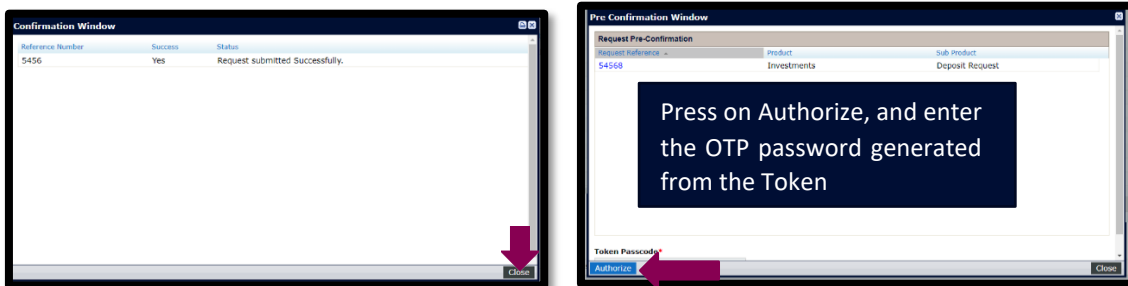 Confirmation Window
Reference Number Success Status
5456 Yes Request submitted Successfully.
Close
Pre Confirmation Window
Request Pre-Confirmation
Request Reference Product Sub Product
54568 Investments Deposit Request
Press on Authorize, and enter
the OTP password generated
from the Token
Token Passcode*
Authorize Close